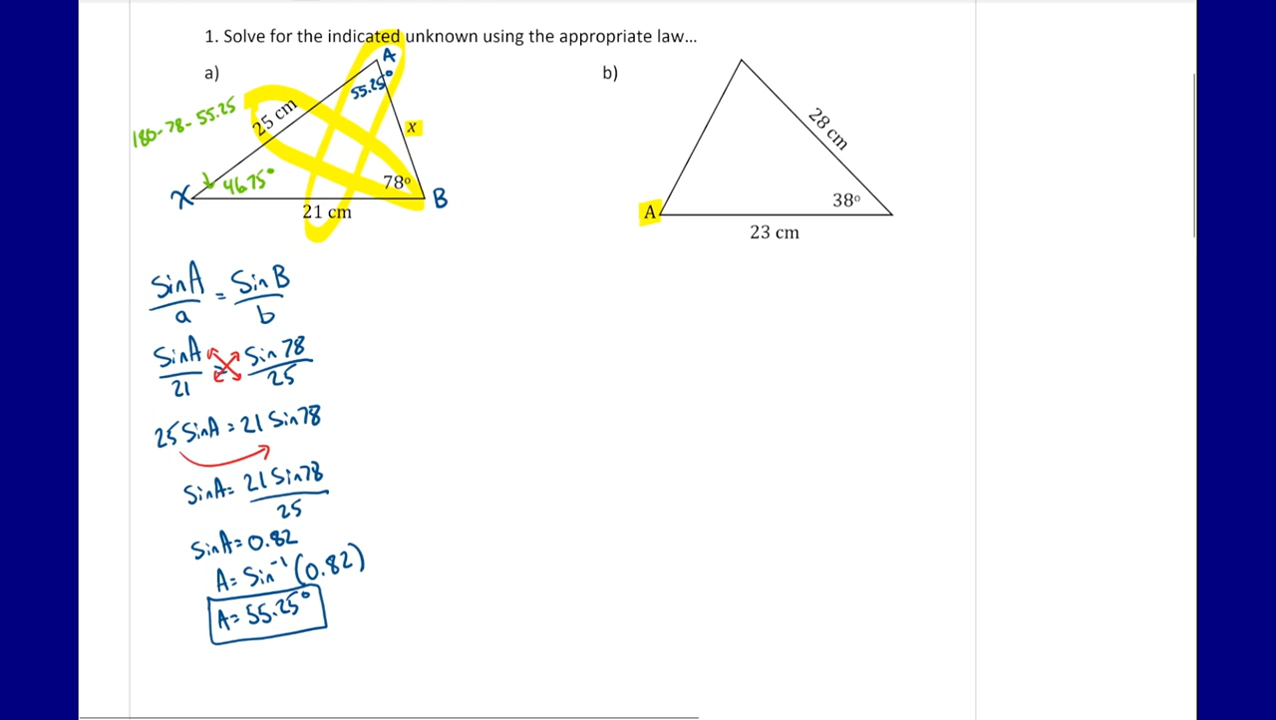 1. Solve for the indicated unknown using the appropriate law...
a)
A
55.25°
180-78-55.25
25 cm
x
46.75°
78°
X
B
21 cm
b)
28 cm
38°
A
23 cm
SinA/a = SinB/b
SinA/21 = Sin78/25
25SinA = 21Sin78
SinA = 21Sin78/25
SinA = 0.82
A = Sin⁻¹(0.82)
A = 55.25°